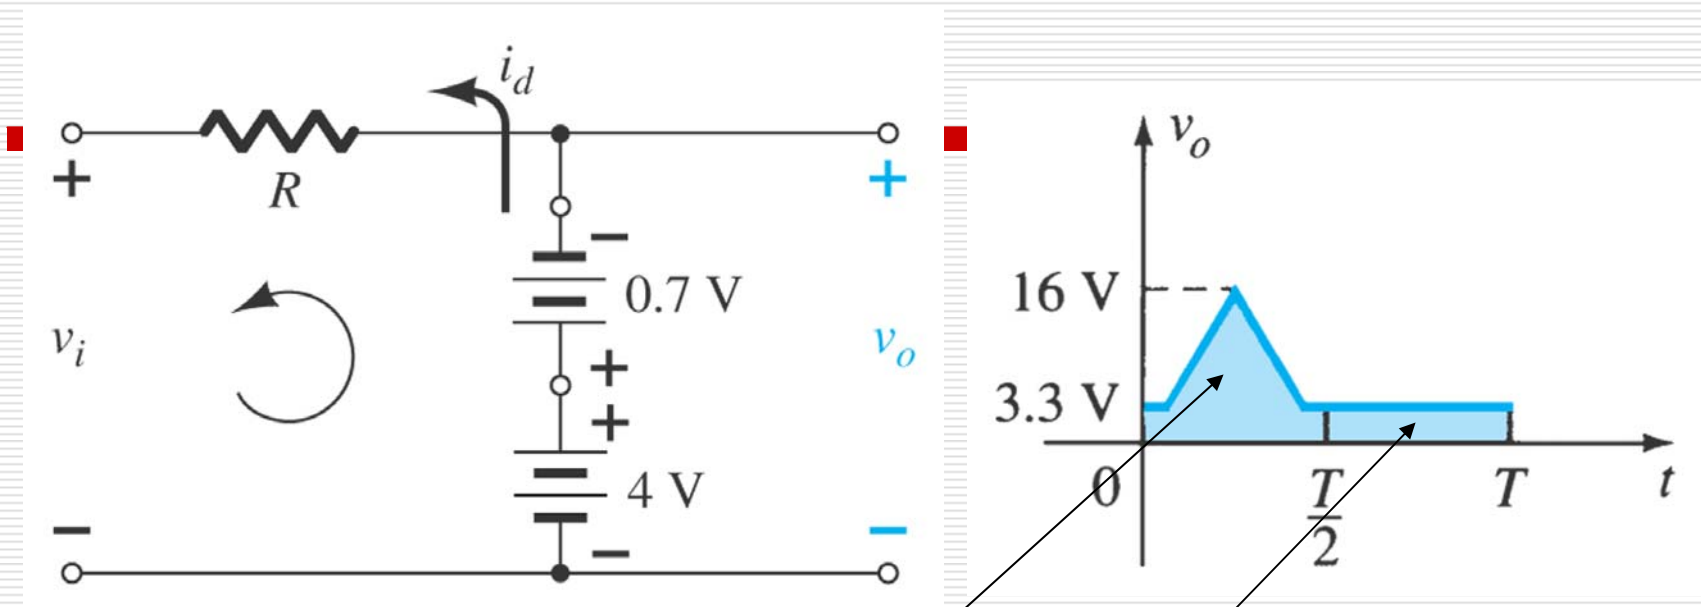 i_d
+
R
+
−
0.7 V
v_i
v_o
+
+
4 V
−
−
−
v_o
16 V
3.3 V
0
T/2
T
t